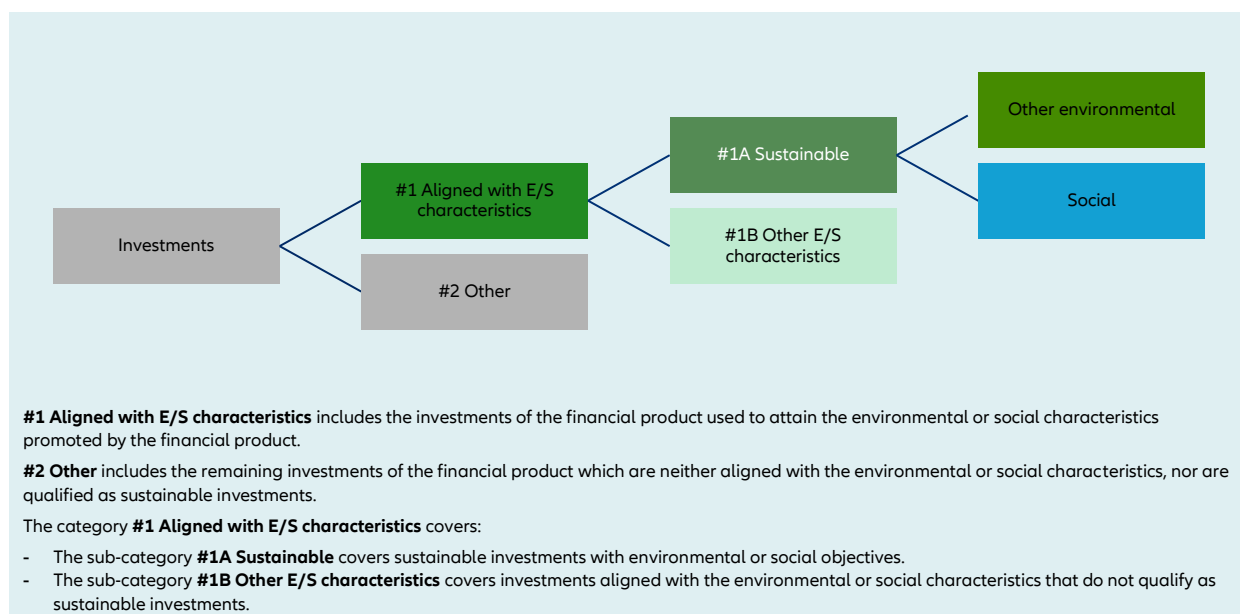 Other environmental
#1A Sustainable
#1 Aligned with E/S
characteristics
Social
Investments
#1B Other E/S
characteristics
#2 Other
#1 Aligned with E/S characteristics includes the investments of the financial product used to attain the environmental or social characteristics
promoted by the financial product.
#2 Other includes the remaining investments of the financial product which are neither aligned with the environmental or social characteristics, nor are
qualified as sustainable investments.
The category #1 Aligned with E/S characteristics covers:
- The sub-category #1A Sustainable covers sustainable investments with environmental or social objectives.
- The sub-category #1B Other E/S characteristics covers investments aligned with the environmental or social characteristics that do not qualify as
sustainable investments.